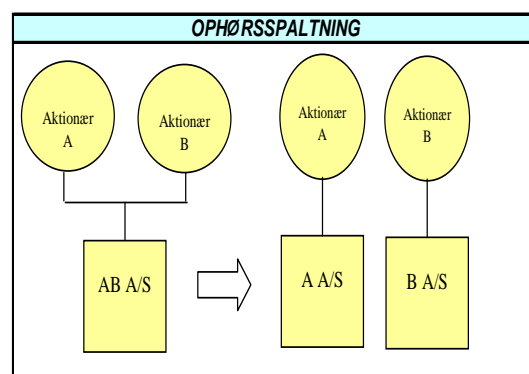 OPHØRSSPALTNING
Aktionær
A
Aktionær
B
Aktionær
A
Aktionær
B
AB A/S
A A/S
B A/S